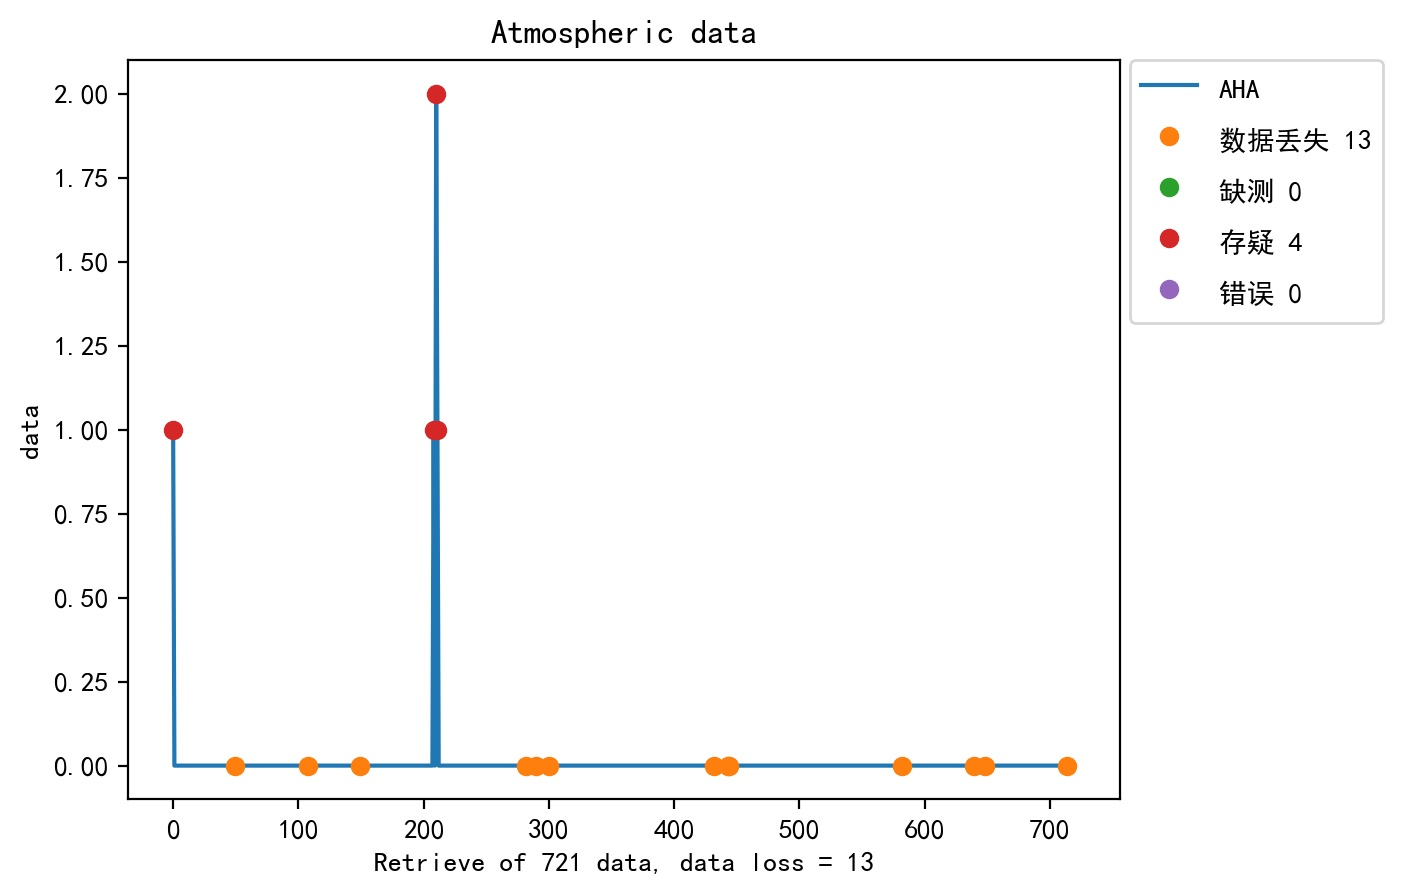 Atmospheric data
AHA
数据丢失 13
缺测 0
存疑 4
错误 0
2.00
1.75
1.50
1.25
1.00
0.75
0.50
0.25
0.00
data
0 100 200 300 400 500 600 700
Retrieve of 721 data, data loss = 13